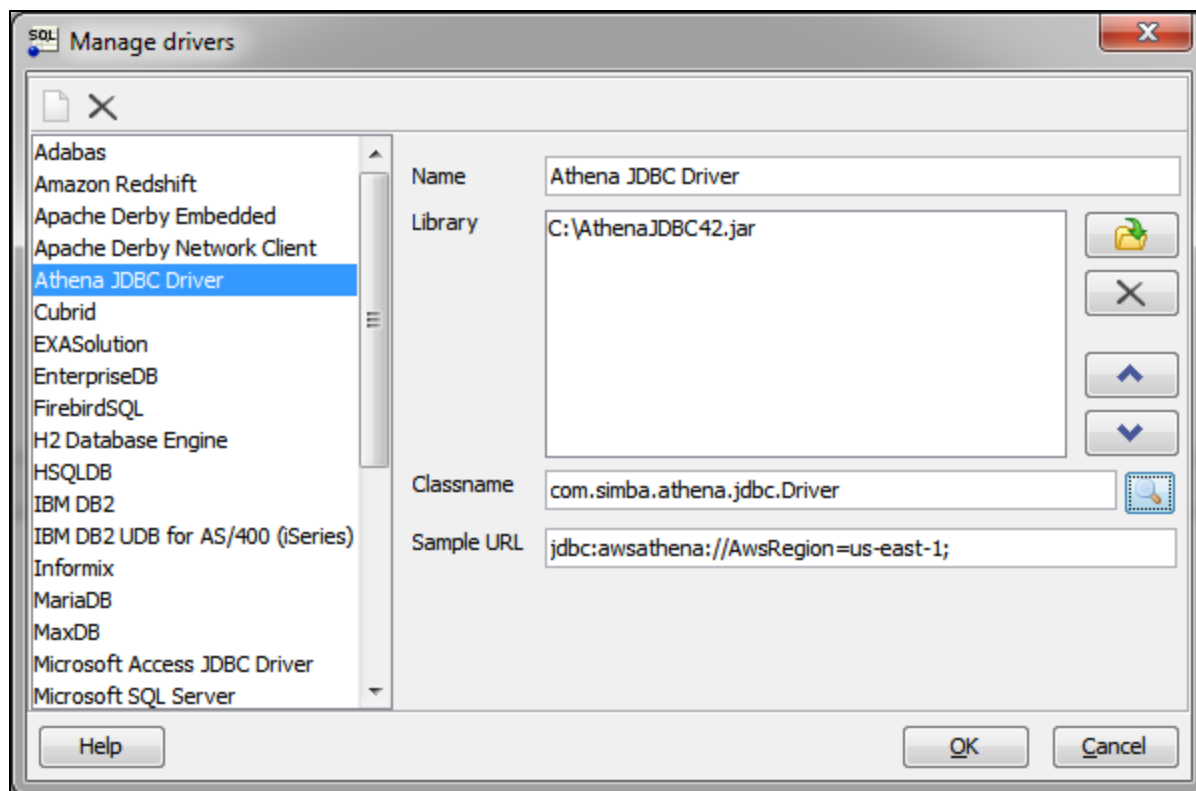 SQL Manage drivers
Adabas
Amazon Redshift
Apache Derby Embedded
Apache Derby Network Client
Athena JDBC Driver
Cubrid
EXASolution
EnterpriseDB
FirebirdSQL
H2 Database Engine
HSQLDB
IBM DB2
IBM DB2 UDB for AS/400 (iSeries)
Informix
MariaDB
MaxDB
Microsoft Access JDBC Driver
Microsoft SQL Server
Name Athena JDBC Driver
Library C:\AthenaJDBC42.jar
Classname com.simba.athena.jdbc.Driver
Sample URL jdbc:awsathena://AwsRegion=us-east-1;
Help OK Cancel